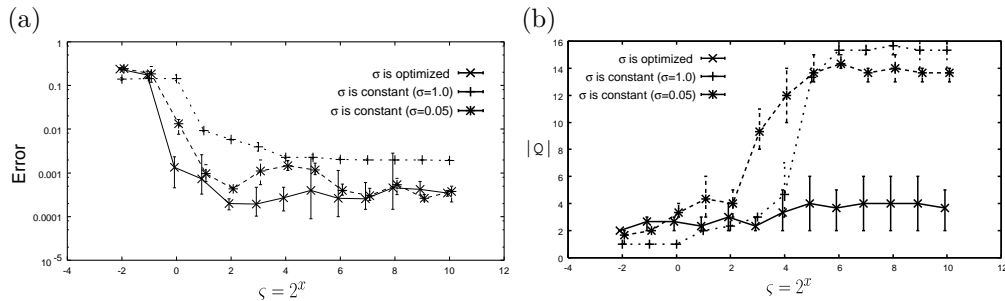 (a)
(b)
1
0.1
0.01
0.001
0.0001
10⁻⁵
Error
-4 -2 0 2 4 6 8 10 12
ς = 2ˣ
σ is optimized
σ is constant (σ=1.0)
σ is constant (σ=0.05)
16
14
12
10
8
6
4
2
0
|Q|
-4 -2 0 2 4 6 8 10 12
ς = 2ˣ
σ is optimized
σ is constant (σ=1.0)
σ is constant (σ=0.05)